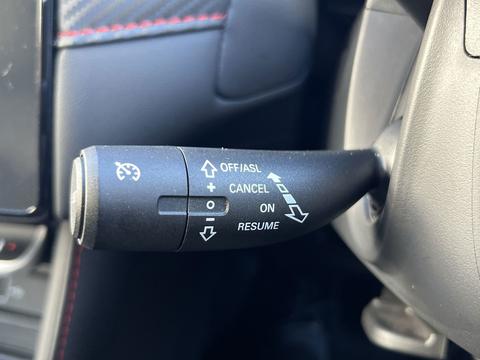 OFF/ASL
+ CANCEL
ON
− RESUME